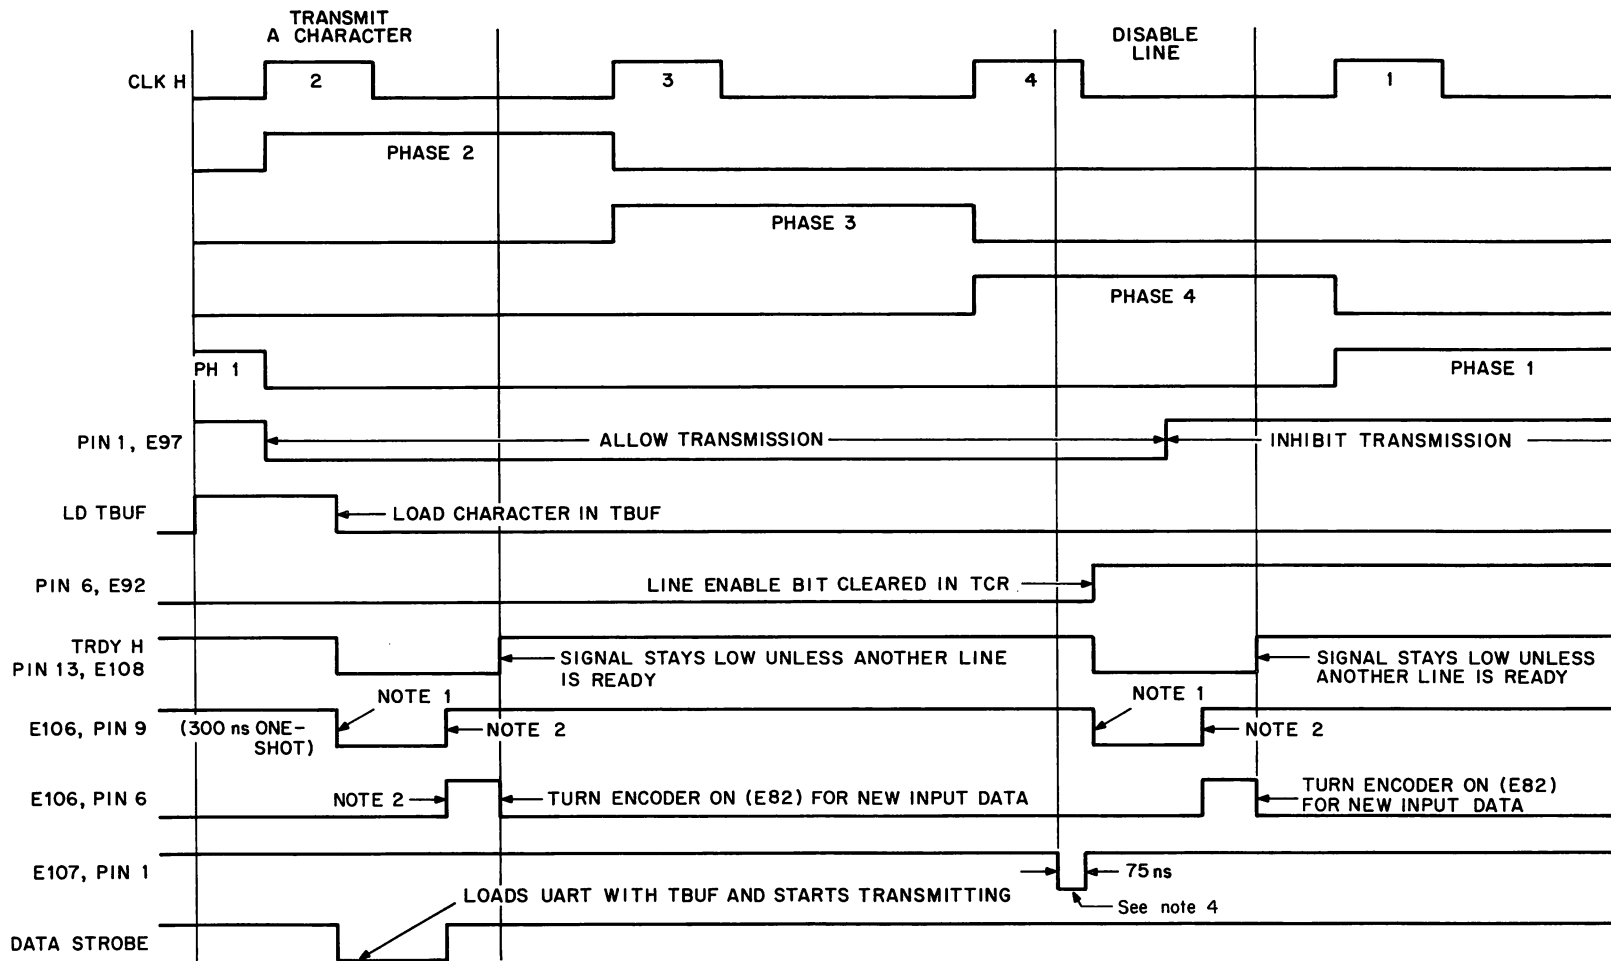 TRANSMIT
A CHARACTER
DISABLE
LINE
CLK H
2
3
4
1
PHASE 2
PHASE 3
PHASE 4
PH 1
PHASE 1
PIN 1, E97
ALLOW TRANSMISSION
INHIBIT TRANSMISSION
LD TBUF
LOAD CHARACTER IN TBUF
PIN 6, E92
LINE ENABLE BIT CLEARED IN TCR
TRDY H
PIN 13, E108
SIGNAL STAYS LOW UNLESS ANOTHER LINE
IS READY
SIGNAL STAYS LOW UNLESS
ANOTHER LINE IS READY
NOTE 1
NOTE 1
E106, PIN 9
(300 ns ONE-
SHOT)
NOTE 2
NOTE 2
E106, PIN 6
NOTE 2
TURN ENCODER ON (E82) FOR NEW INPUT DATA
TURN ENCODER ON (E82)
FOR NEW INPUT DATA
E107, PIN 1
75 ns
See note 4
LOADS UART WITH TBUF AND STARTS TRANSMITTING
DATA STROBE